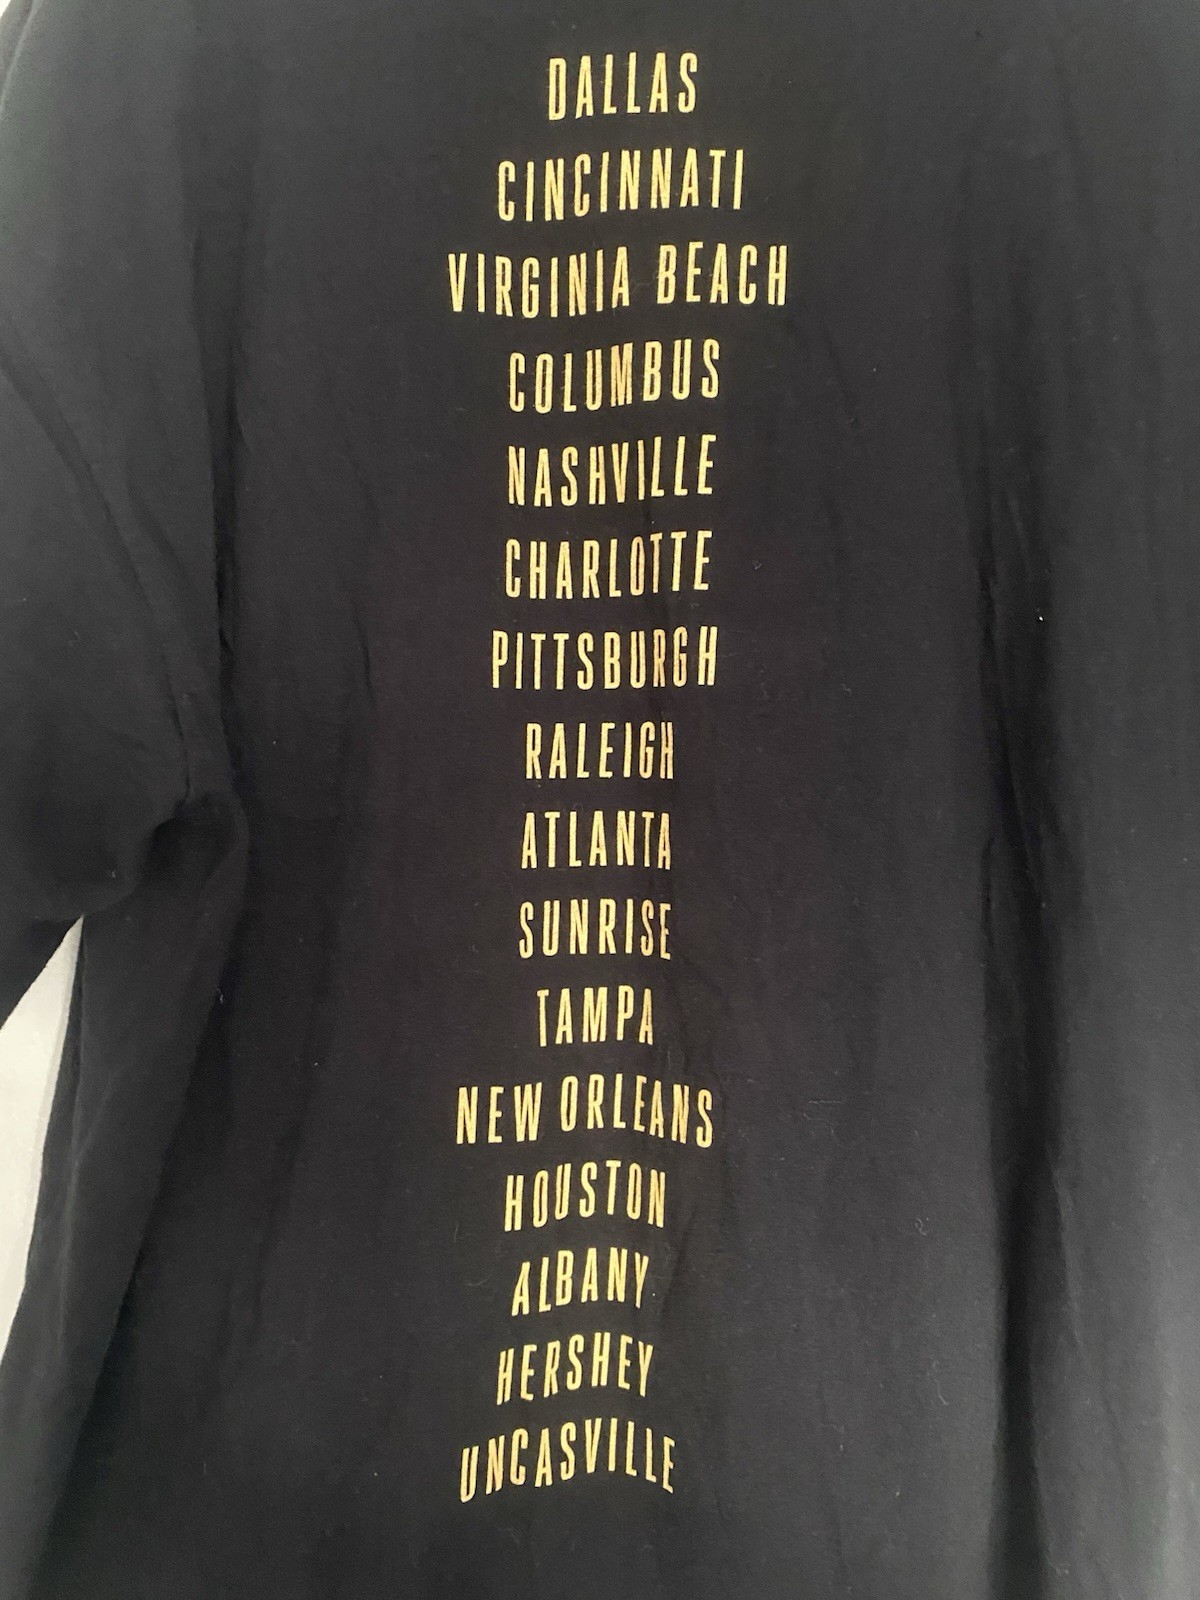 DALLAS
CINCINNATI
VIRGINIA BEACH
COLUMBUS
NASHVILLE
CHARLOTTE
PITTSBURGH
RALEIGH
ATLANTA
SUNRISE
TAMPA
NEW ORLEANS
HOUSTON
ALBANY
HERSHEY
UNCASVILLE